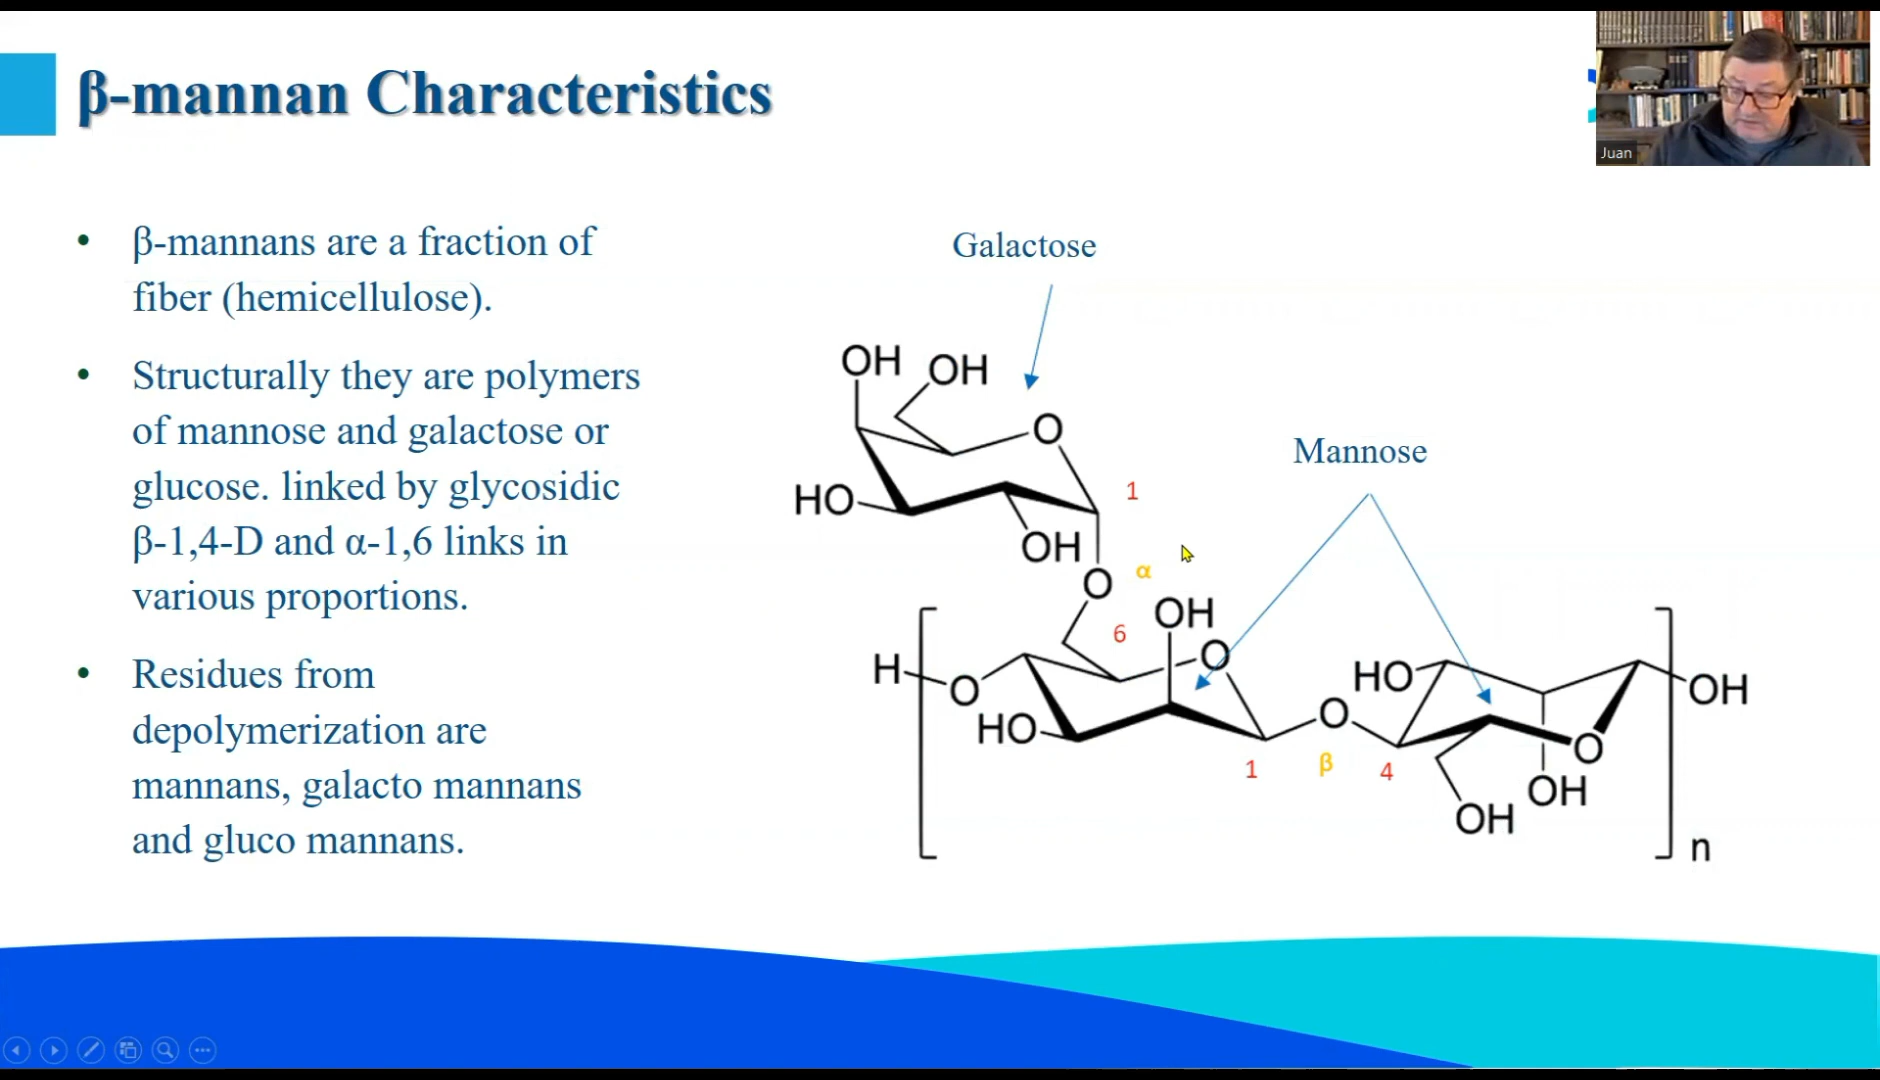 β-mannan Characteristics
Juan
• β-mannans are a fraction of
fiber (hemicellulose).
• Structurally they are polymers
of mannose and galactose or
glucose. linked by glycosidic
β-1,4-D and α-1,6 links in
various proportions.
• Residues from
depolymerization are
mannans, galacto mannans
and gluco mannans.
Galactose
OH
OH
O
HO
1
OH
Mannose
O
α
OH
6
O
H
O
HO
O
HO
OH
1
β
4
O
OH
OH
n